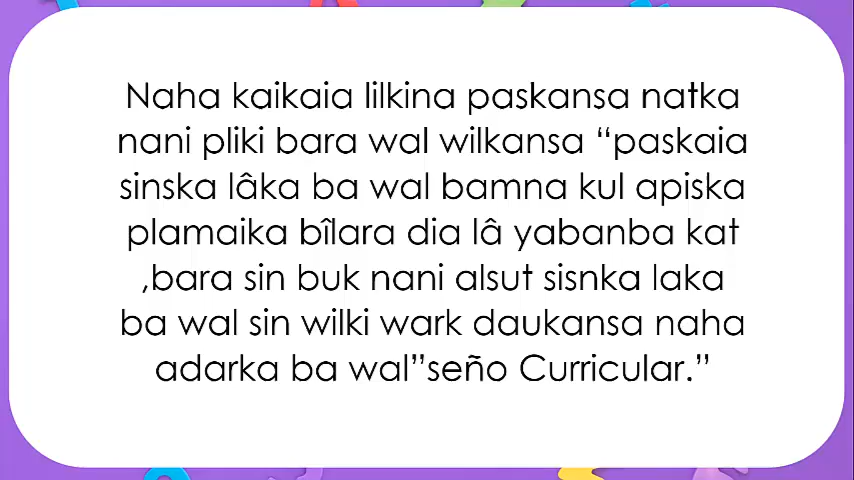 Naha kaikaia lilkina paskansa natka
nani pliki bara wal wilkansa “paskaia
sinska lâka ba wal bamna kul apiska
plamaika bîlara dia lâ yabanba kat
,bara sin buk nani alsut sisnka laka
ba wal sin wilki wark daukansa naha
adarka ba wal”seño Curricular.”